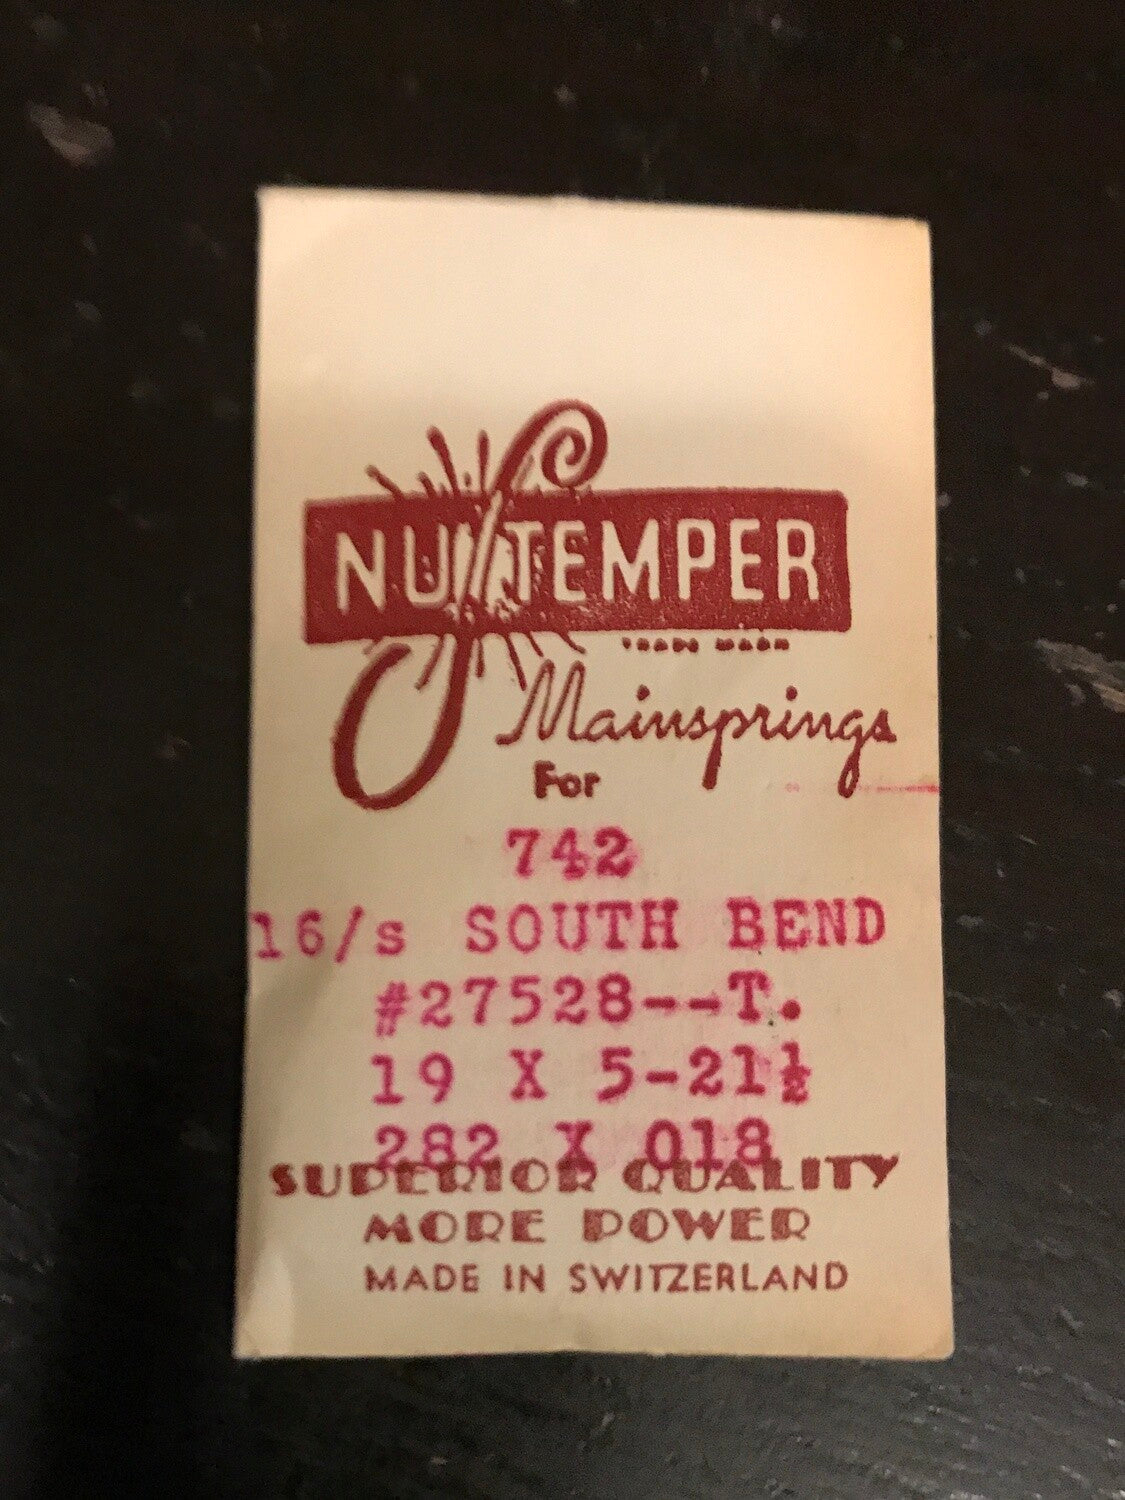 NU TEMPER
TRADE MARK
Mainsprings
For
742
16/s SOUTH BEND
#27528--T.
19 X 5-21½
282 X 018
SUPERIOR QUALITY
MORE POWER
MADE IN SWITZERLAND